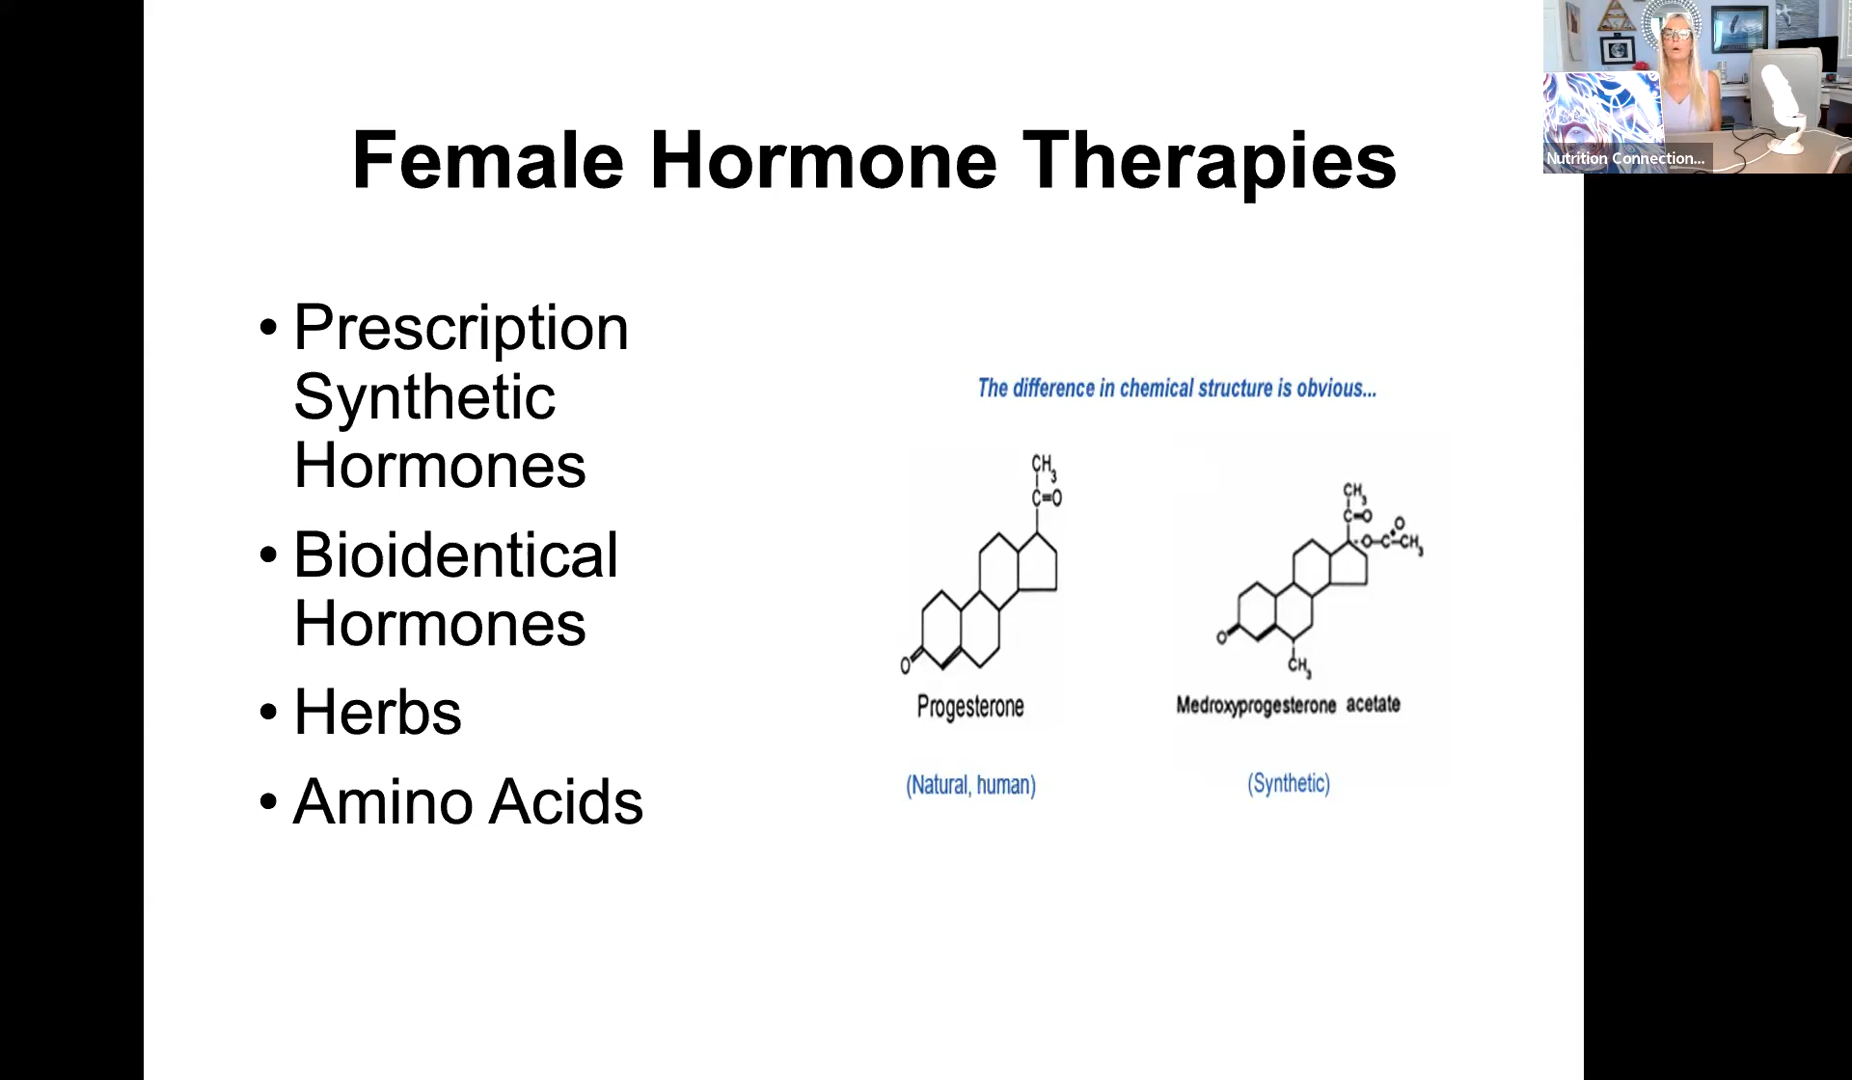 Female Hormone Therapies
• Prescription
Synthetic
Hormones
• Bioidentical
Hormones
• Herbs
• Amino Acids
The difference in chemical structure is obvious...
CH3
C=O
O
Progesterone
(Natural, human)
CH3
C=O
O
O-C-CH3
O
CH3
Medroxyprogesterone acetate
(Synthetic)
Nutrition Connection...